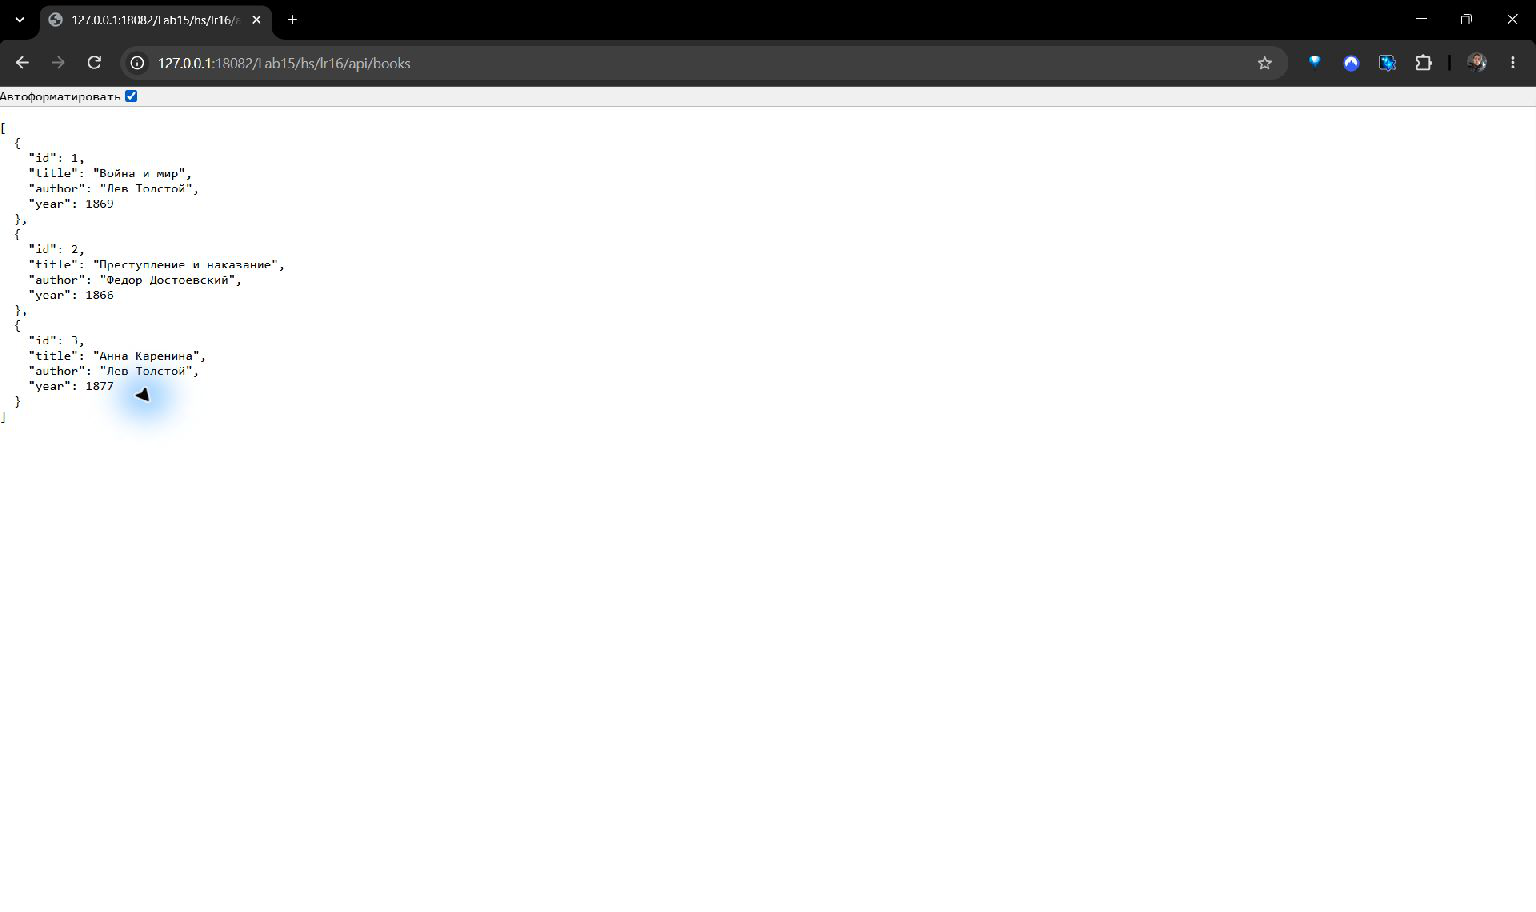 127.0.0.1:18082/Lab15/hs/lr16/a
127.0.0.1:18082/Lab15/hs/lr16/api/books
Автоформатировать
[
  {
    "id": 1,
    "title": "Война и мир",
    "author": "Лев Толстой",
    "year": 1869
  },
  {
    "id": 2,
    "title": "Преступление и наказание",
    "author": "Федор Достоевский",
    "year": 1866
  },
  {
    "id": 3,
    "title": "Анна Каренина",
    "author": "Лев Толстой",
    "year": 1877
  }
]